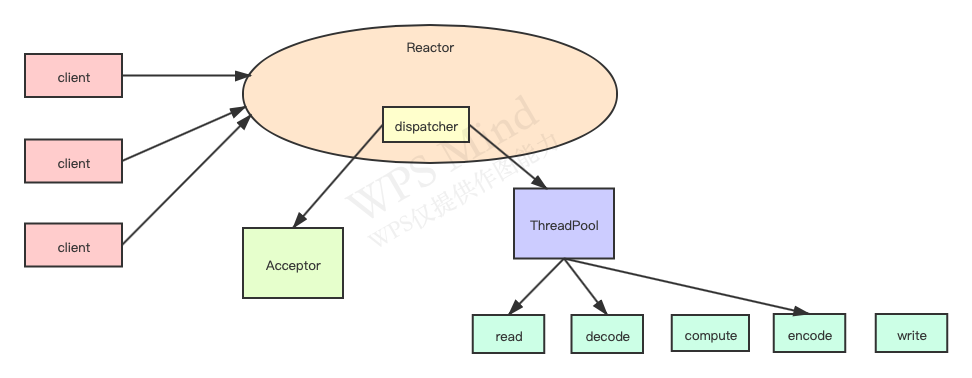 Reactor
client
dispatcher
client
WPS Mind
WPS仅提供作图能力
ThreadPool
client
Acceptor
read
decode
compute
encode
write